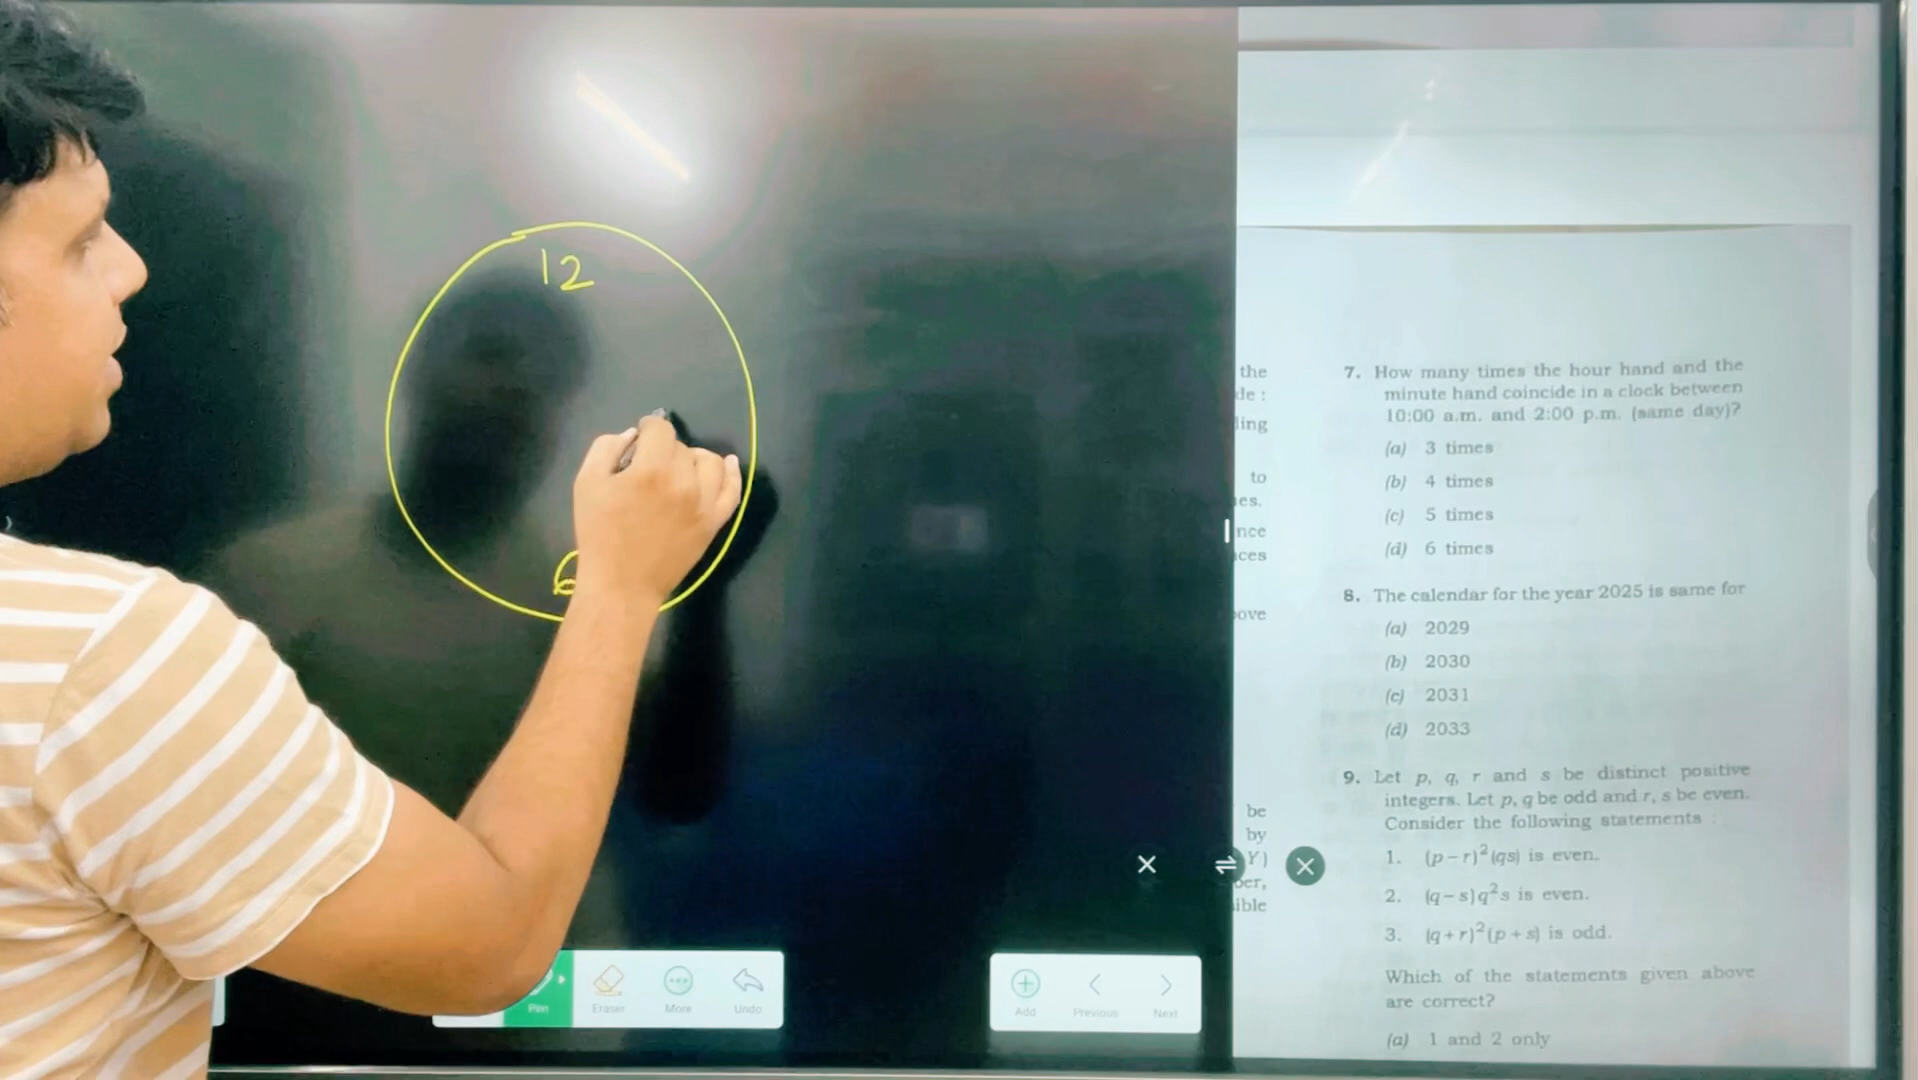 12
6
the
de :
ling
to
es.
nce
ces
ove
be
by
Y)
ber,
ible
7. How many times the hour hand and the
minute hand coincide in a clock between
10:00 a.m. and 2:00 p.m. (same day)?
(a) 3 times
(b) 4 times
(c) 5 times
(d) 6 times
8. The calendar for the year 2025 is same for
(a) 2029
(b) 2030
(c) 2031
(d) 2033
9. Let p, q, r and s be distinct positive
integers. Let p, q be odd and r, s be even.
Consider the following statements :
1. (p – r)²(qs) is even.
2. (q – s)q²s is even.
3. (q + r)²(p + s) is odd.
Which of the statements given above
are correct?
(a) 1 and 2 only
Pen
Eraser
More
Undo
Add
Previous
Next